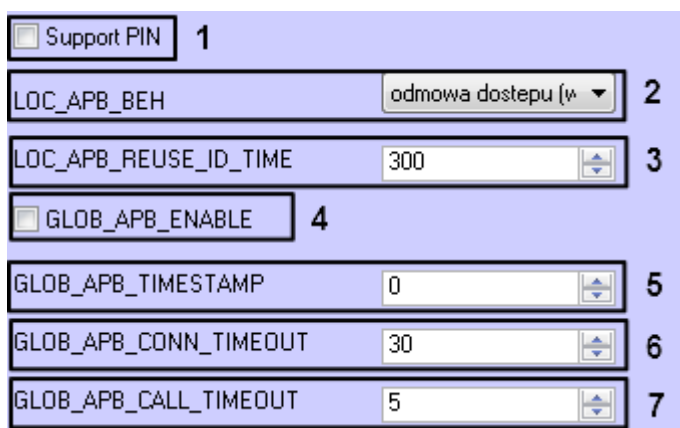 Support PIN 1
LOC_APB_BEH odmowa dostepu (w 2
LOC_APB_REUSE_ID_TIME 300 3
GLOB_APB_ENABLE 4
GLOB_APB_TIMESTAMP 0 5
GLOB_APB_CONN_TIMEOUT 30 6
GLOB_APB_CALL_TIMEOUT 5 7